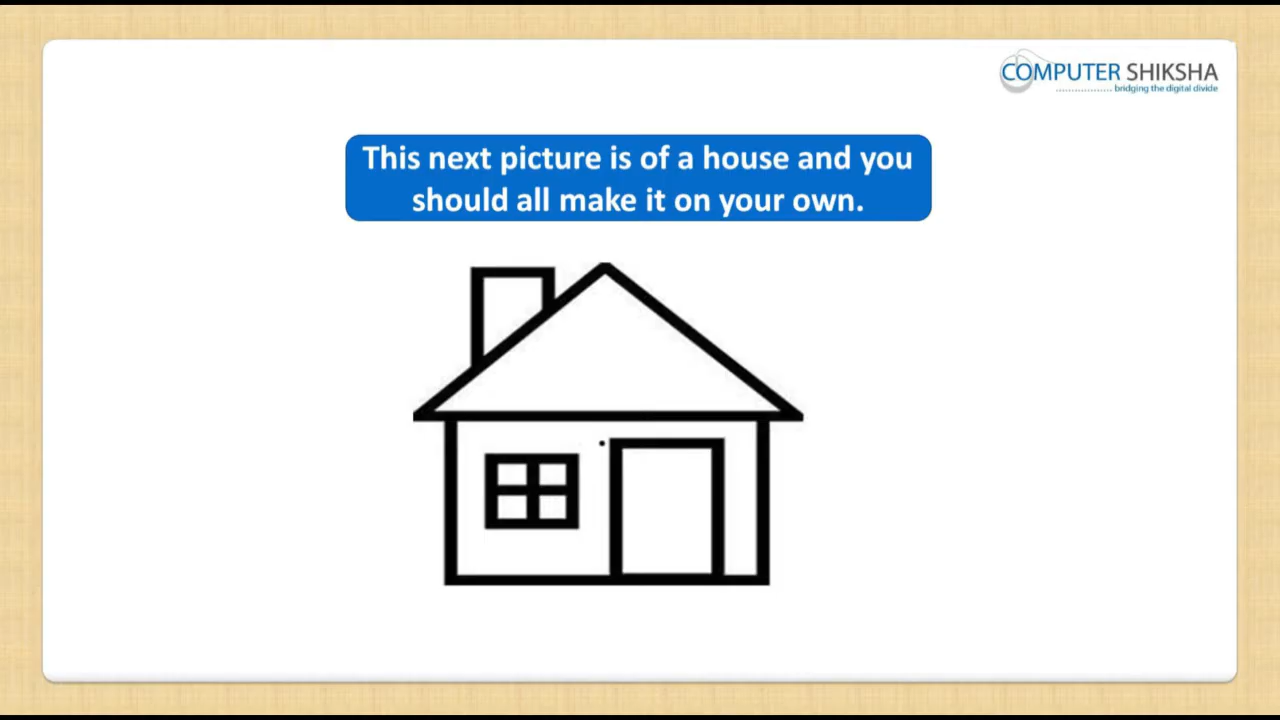 COMPUTER SHIKSHA
bridging the digital divide
This next picture is of a house and you
should all make it on your own.